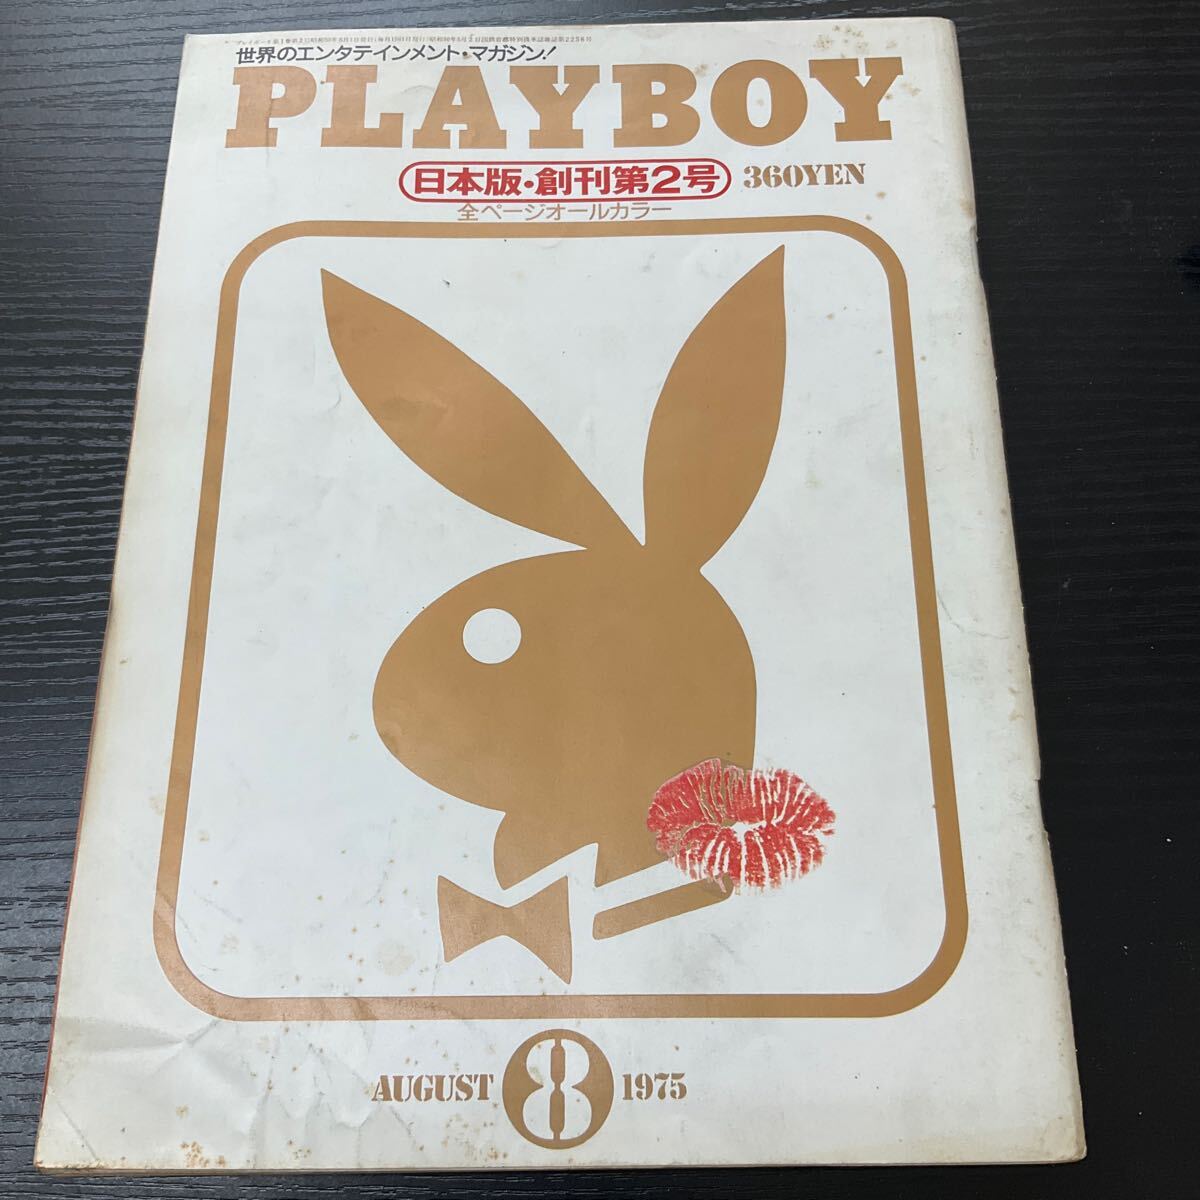 世界のエンタテインメント・マガジン!
PLAYBOY
日本版・創刊第2号
360YEN
全ページオールカラー
AUGUST 8 1975